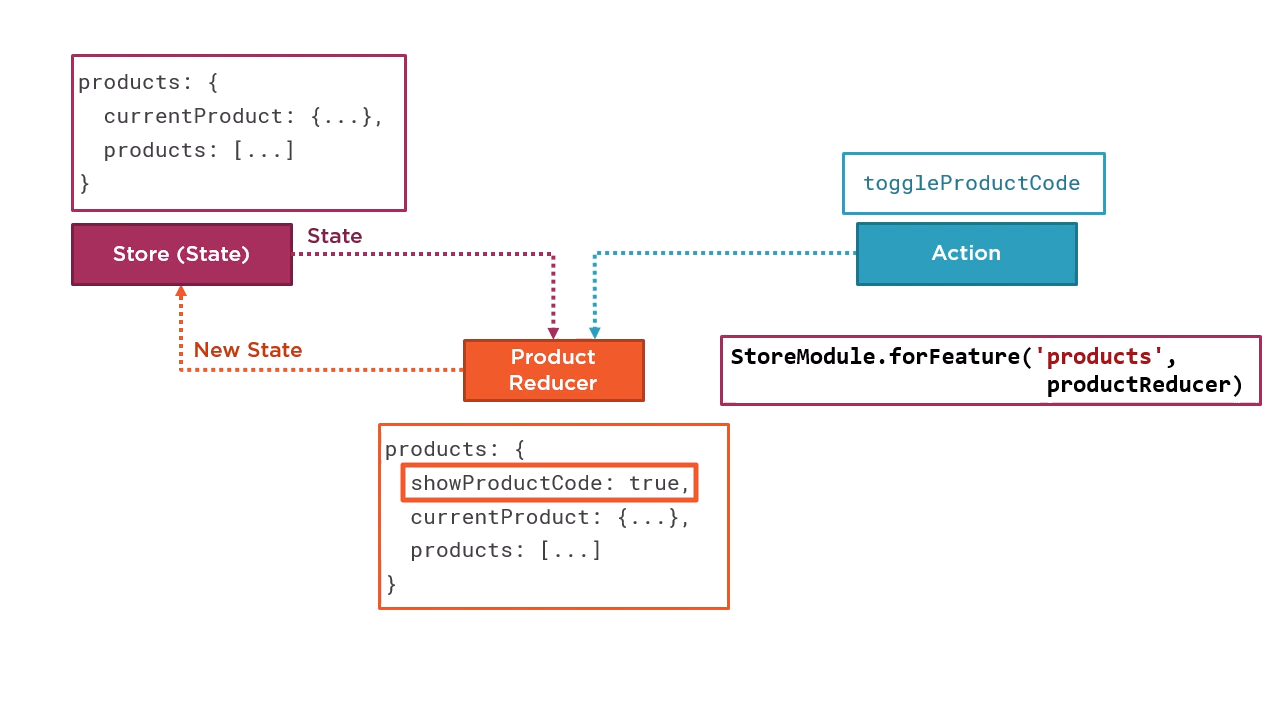 products: {
  currentProduct: {...},
  products: [...]
}
toggleProductCode
Store (State)
State
Action
New State
Product
Reducer
StoreModule.forFeature('products',
                       productReducer)
products: {
  showProductCode: true,
  currentProduct: {...},
  products: [...]
}